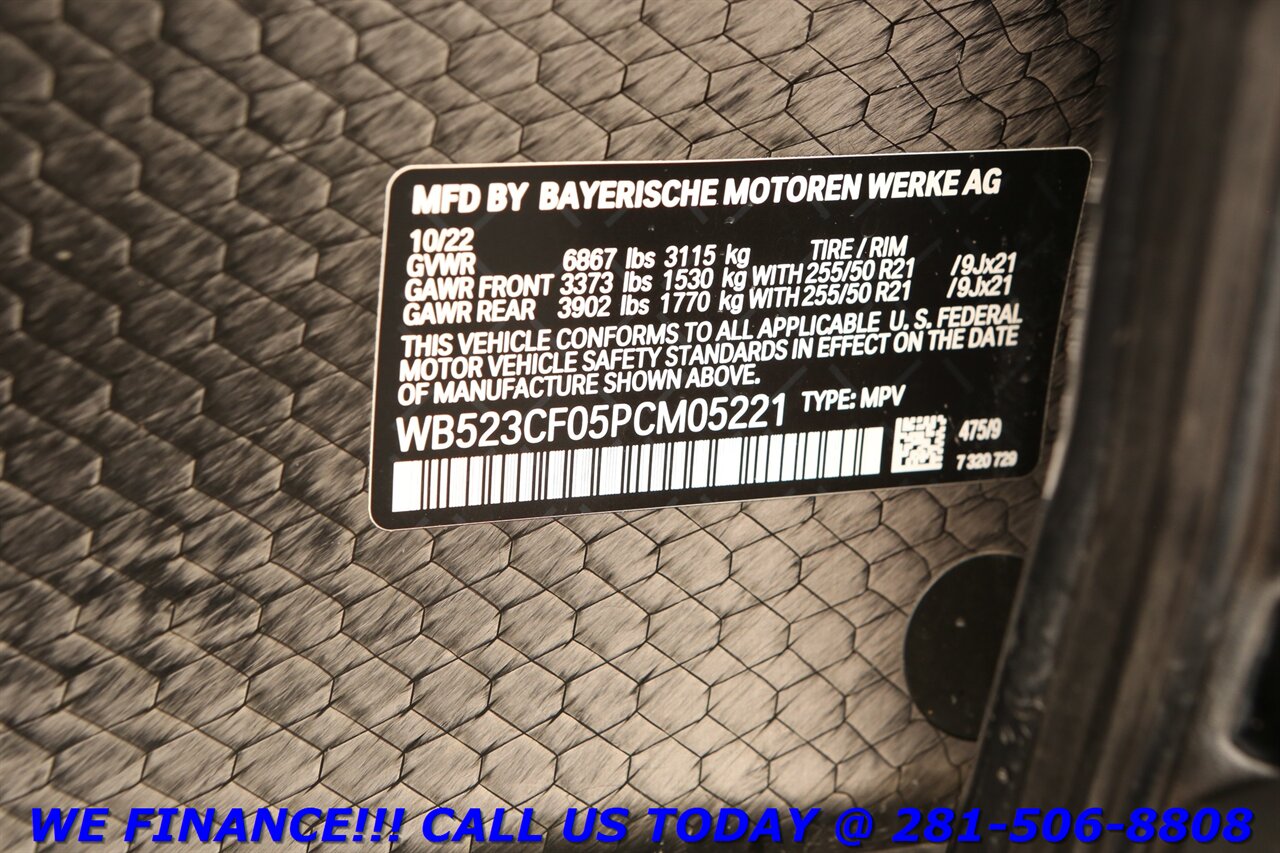 MFD BY BAYERISCHE MOTOREN WERKE AG
10/22
GVWR 6867 lbs 3115 kg TIRE / RIM
GAWR FRONT 3373 lbs 1530 kg WITH 255/50 R21 /9Jx21
GAWR REAR 3902 lbs 1770 kg WITH 255/50 R21 /9Jx21
THIS VEHICLE CONFORMS TO ALL APPLICABLE U. S. FEDERAL
MOTOR VEHICLE SAFETY STANDARDS IN EFFECT ON THE DATE
OF MANUFACTURE SHOWN ABOVE.
WB523CF05PCM05221 TYPE: MPV
475/9
7 320 729
WE FINANCE!!! CALL US TODAY @ 281-506-8808